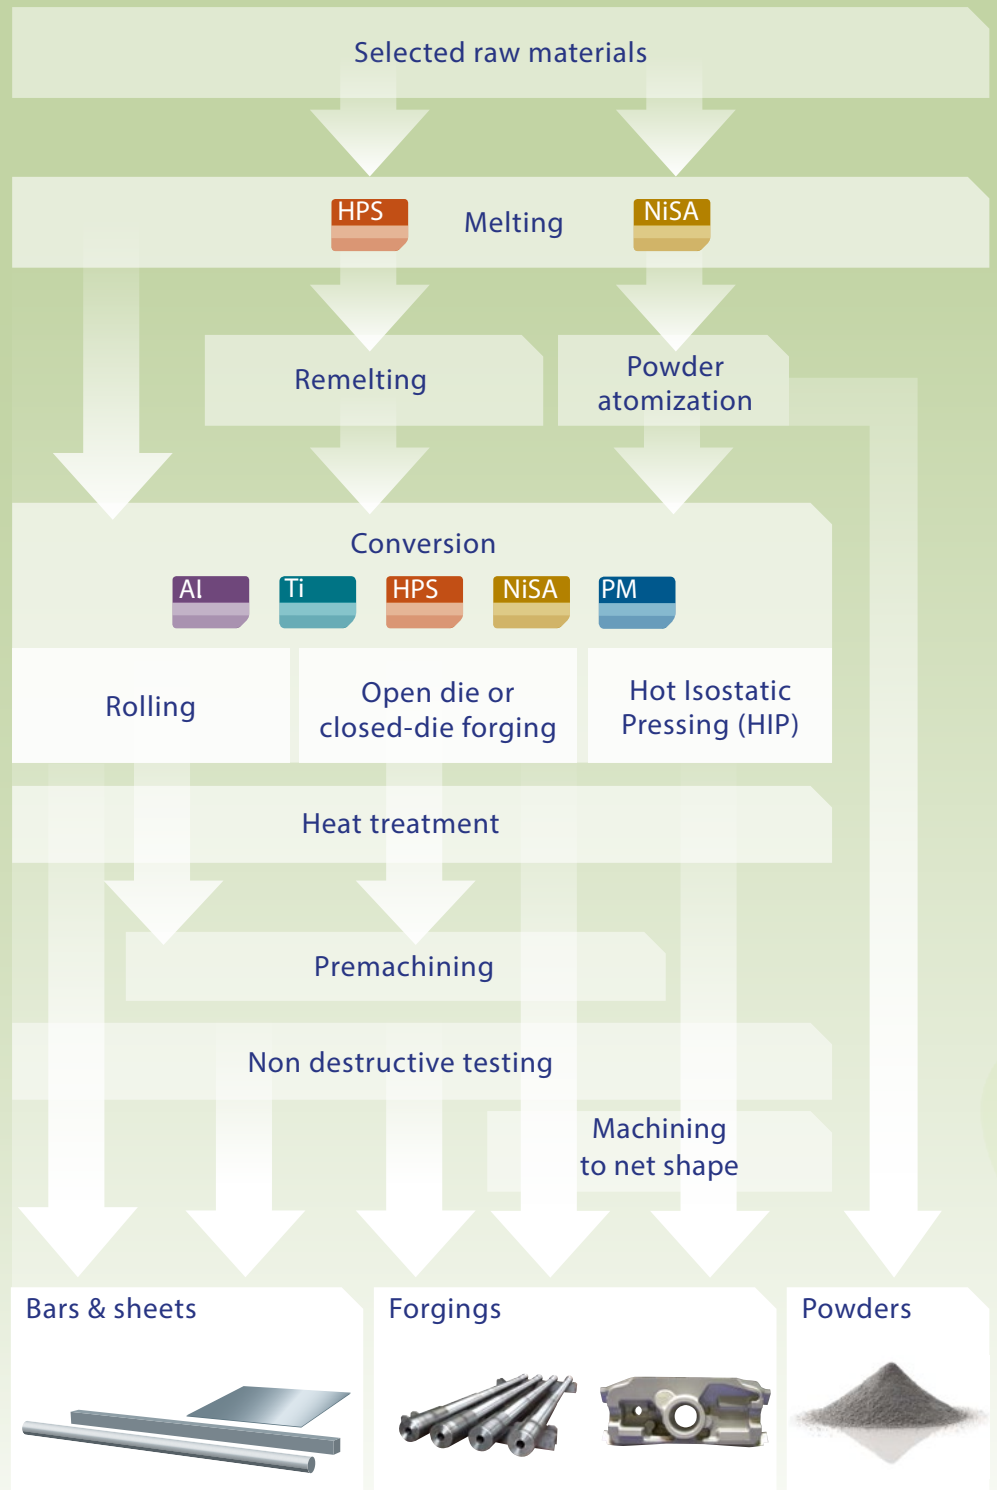 Selected raw materials
HPS
Melting
NiSA
Remelting
Powder
atomization
Conversion
Al
Ti
HPS
NiSA
PM
Rolling
Open die or
closed-die forging
Hot Isostatic
Pressing (HIP)
Heat treatment
Premachining
Non destructive testing
Machining
to net shape
Bars & sheets
Forgings
Powders